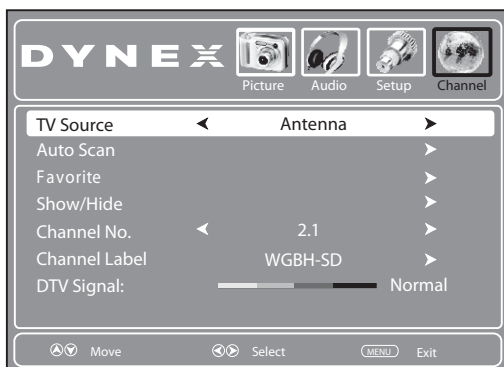 DYNEX
Picture Audio Setup Channel
TV Source Antenna
Auto Scan
Favorite
Show/Hide
Channel No. 2.1
Channel Label WGBH-SD
DTV Signal: Normal
Move Select MENU Exit